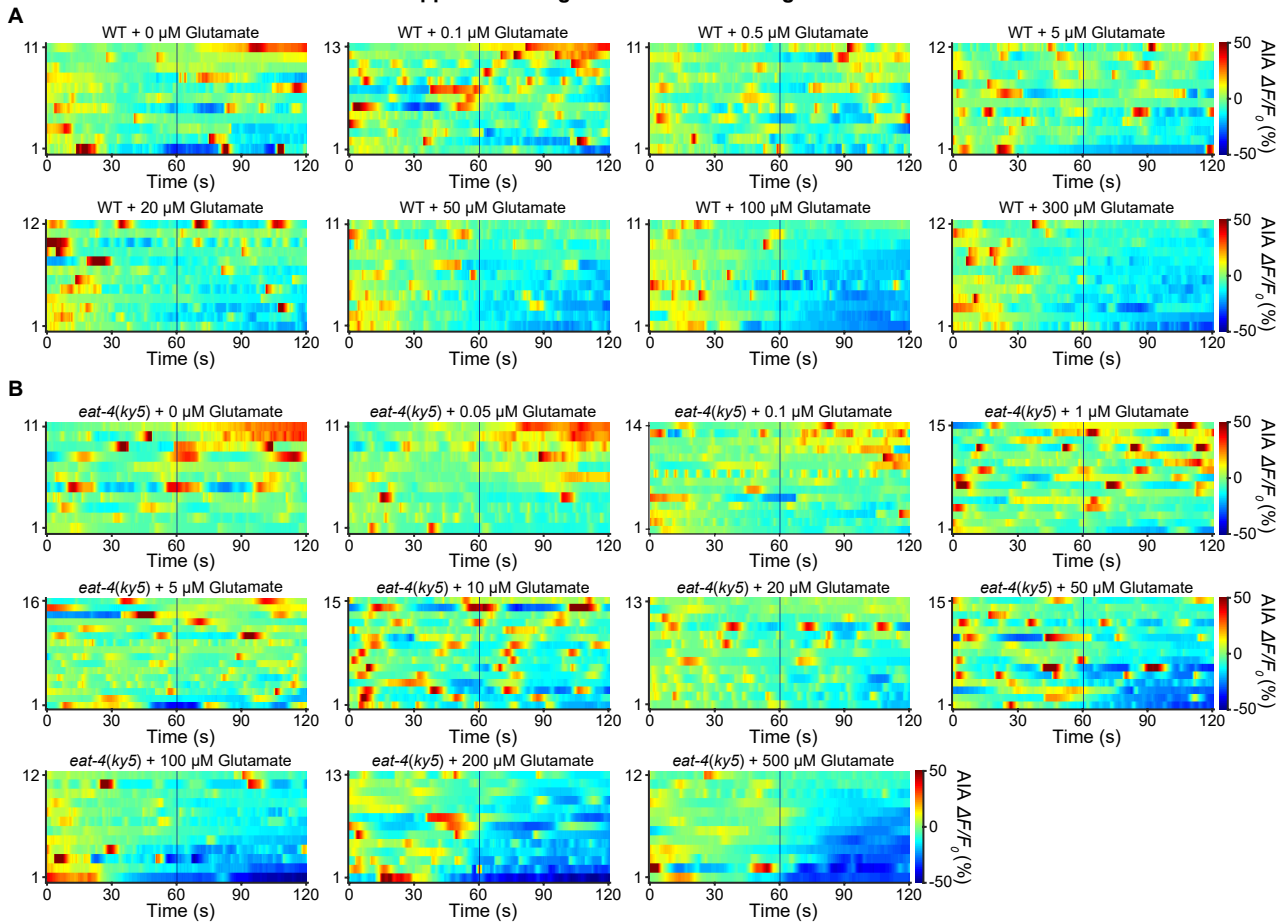 A
WT + 0 µM Glutamate
WT + 0.1 µM Glutamate
WT + 0.5 µM Glutamate
WT + 5 µM Glutamate
11
1
0 30 60 90 120
Time (s)
13
1
0 30 60 90 120
Time (s)
11
1
0 30 60 90 120
Time (s)
12
1
0 30 60 90 120
Time (s)
50
0
-50
AIA ΔF/F0 (%)
WT + 20 µM Glutamate
WT + 50 µM Glutamate
WT + 100 µM Glutamate
WT + 300 µM Glutamate
12
1
0 30 60 90 120
Time (s)
11
1
0 30 60 90 120
Time (s)
11
1
0 30 60 90 120
Time (s)
12
1
0 30 60 90 120
Time (s)
50
0
-50
AIA ΔF/F0 (%)
B
eat-4(ky5) + 0 µM Glutamate
eat-4(ky5) + 0.05 µM Glutamate
eat-4(ky5) + 0.1 µM Glutamate
eat-4(ky5) + 1 µM Glutamate
11
1
0 30 60 90 120
Time (s)
11
1
0 30 60 90 120
Time (s)
14
1
0 30 60 90 120
Time (s)
15
1
0 30 60 90 120
Time (s)
50
0
-50
AIA ΔF/F0 (%)
eat-4(ky5) + 5 µM Glutamate
eat-4(ky5) + 10 µM Glutamate
eat-4(ky5) + 20 µM Glutamate
eat-4(ky5) + 50 µM Glutamate
16
1
0 30 60 90 120
Time (s)
15
1
0 30 60 90 120
Time (s)
13
1
0 30 60 90 120
Time (s)
15
1
0 30 60 90 120
Time (s)
50
0
-50
AIA ΔF/F0 (%)
eat-4(ky5) + 100 µM Glutamate
eat-4(ky5) + 200 µM Glutamate
eat-4(ky5) + 500 µM Glutamate
12
1
0 30 60 90 120
Time (s)
13
1
0 30 60 90 120
Time (s)
12
1
0 30 60 90 120
Time (s)
50
0
-50
AIA ΔF/F0 (%)